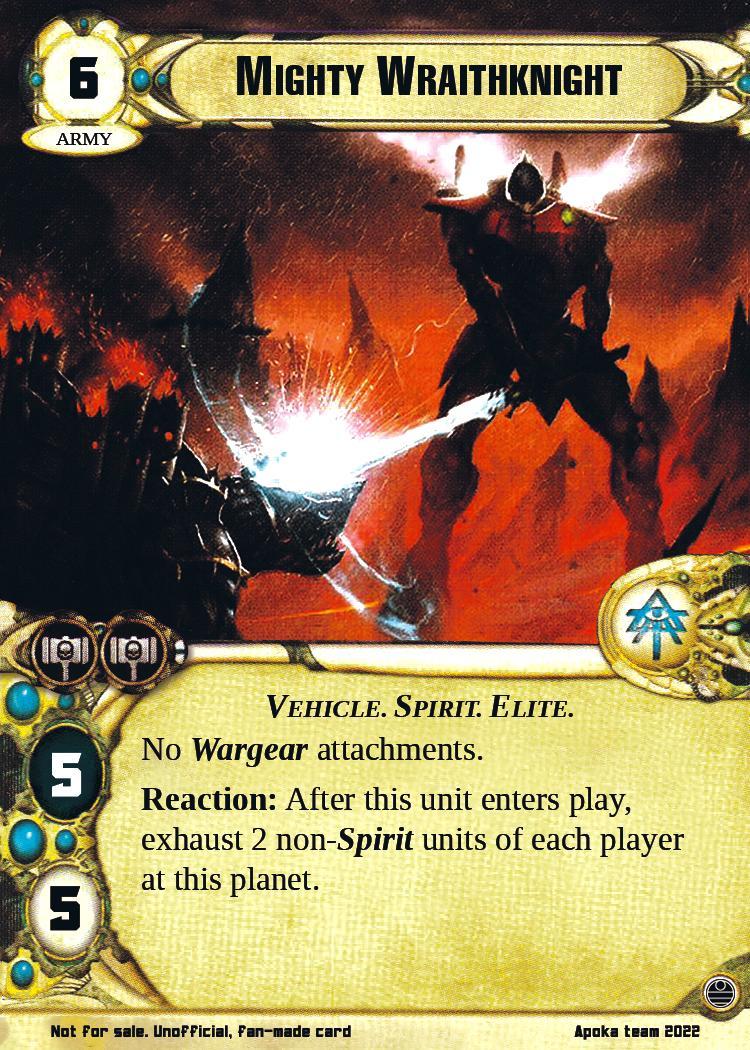 6
MIGHTY WRAITHKNIGHT
ARMY
VEHICLE. SPIRIT. ELITE.
No Wargear attachments.
5
Reaction: After this unit enters play,
exhaust 2 non-Spirit units of each player
at this planet.
5
Not for sale. Unofficial, fan-made card
Apoka team 2022